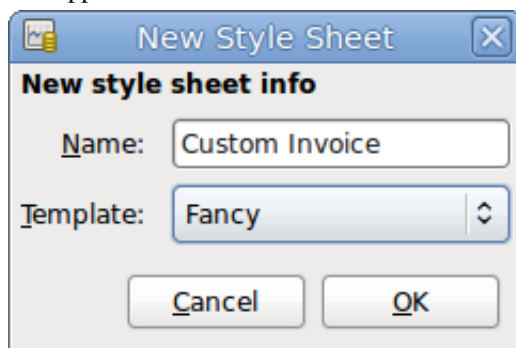 New Style Sheet
New style sheet info
Name: Custom Invoice
Template: Fancy
Cancel OK